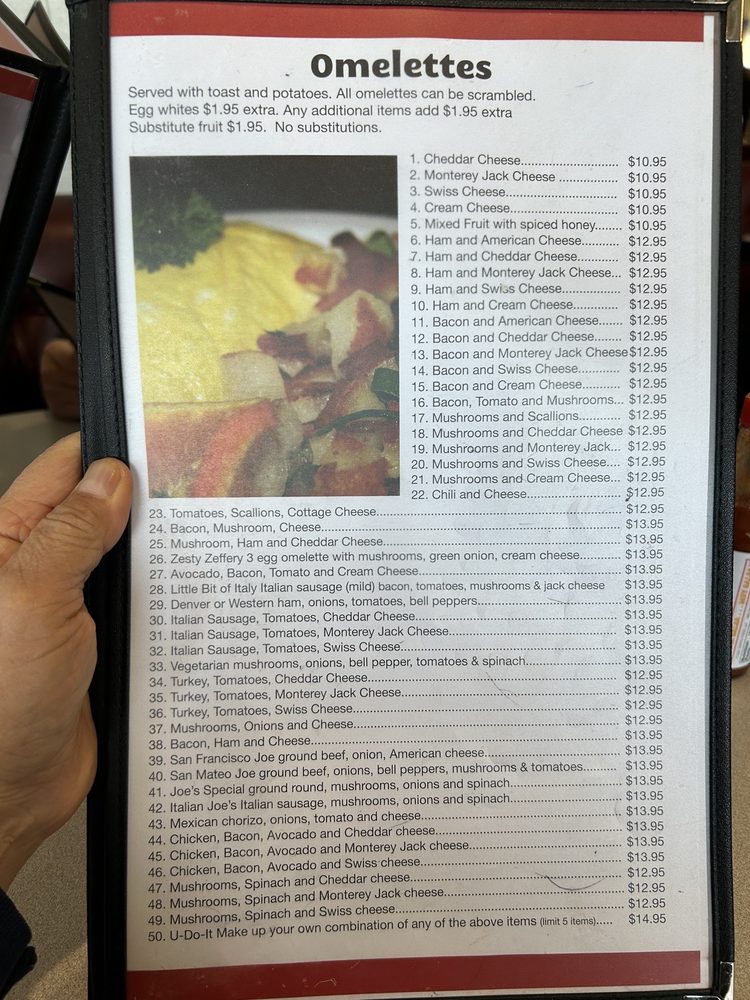 Omelettes
Served with toast and potatoes. All omelettes can be scrambled.
Egg whites $1.95 extra. Any additional items add $1.95 extra
Substitute fruit $1.95. No substitutions.
1. Cheddar Cheese............................ $10.95
2. Monterey Jack Cheese ................. $10.95
3. Swiss Cheese................................ $10.95
4. Cream Cheese............................... $10.95
5. Mixed Fruit with spiced honey........ $10.95
6. Ham and American Cheese........... $12.95
7. Ham and Cheddar Cheese............ $12.95
8. Ham and Monterey Jack Cheese... $12.95
9. Ham and Swiss Cheese................. $12.95
10. Ham and Cream Cheese............. $12.95
11. Bacon and American Cheese....... $12.95
12. Bacon and Cheddar Cheese........ $12.95
13. Bacon and Monterey Jack Cheese $12.95
14. Bacon and Swiss Cheese............ $12.95
15. Bacon and Cream Cheese........... $12.95
16. Bacon, Tomato and Mushrooms... $12.95
17. Mushrooms and Scallions............ $12.95
18. Mushrooms and Cheddar Cheese $12.95
19. Mushrooms and Monterey Jack... $12.95
20. Mushrooms and Swiss Cheese.... $12.95
21. Mushrooms and Cream Cheese... $12.95
22. Chili and Cheese........................... $12.95
23. Tomatoes, Scallions, Cottage Cheese.................................................... $12.95
24. Bacon, Mushroom, Cheese.................................................................... $13.95
25. Mushroom, Ham and Cheddar Cheese.................................................. $13.95
26. Zesty Zeffery 3 egg omelette with mushrooms, green onion, cream cheese........ $13.95
27. Avocado, Bacon, Tomato and Cream Cheese........................................ $13.95
28. Little Bit of Italy Italian sausage (mild) bacon, tomatoes, mushrooms & jack cheese $13.95
29. Denver or Western ham, onions, tomatoes, bell peppers......................... $13.95
30. Italian Sausage, Tomatoes, Cheddar Cheese......................................... $13.95
31. Italian Sausage, Tomatoes, Monterey Jack Cheese............................... $13.95
32. Italian Sausage, Tomatoes, Swiss Cheese............................................. $13.95
33. Vegetarian mushrooms, onions, bell pepper, tomatoes & spinach............... $13.95
34. Turkey, Tomatoes, Cheddar Cheese...................................................... $12.95
35. Turkey, Tomatoes, Monterey Jack Cheese............................................ $12.95
36. Turkey, Tomatoes, Swiss Cheese.......................................................... $12.95
37. Mushrooms, Onions and Cheese........................................................... $12.95
38. Bacon, Ham and Cheese........................................................................ $13.95
39. San Francisco Joe ground beef, onion, American cheese......................... $13.95
40. San Mateo Joe ground beef, onions, bell peppers, mushrooms & tomatoes........ $13.95
41. Joe's Special ground round, mushrooms, onions and spinach................... $13.95
42. Italian Joe's Italian sausage, mushrooms, onions and spinach................... $13.95
43. Mexican chorizo, onions, tomato and cheese........................................... $13.95
44. Chicken, Bacon, Avocado and Cheddar cheese..................................... $13.95
45. Chicken, Bacon, Avocado and Monterey Jack cheese........................... $13.95
46. Chicken, Bacon, Avocado and Swiss cheese......................................... $13.95
47. Mushrooms, Spinach and Cheddar cheese............................................ $12.95
48. Mushrooms, Spinach and Monterey Jack cheese.................................. $12.95
49. Mushrooms, Spinach and Swiss cheese................................................ $12.95
50. U-Do-It Make up your own combination of any of the above items (limit 5 items)..... $14.95